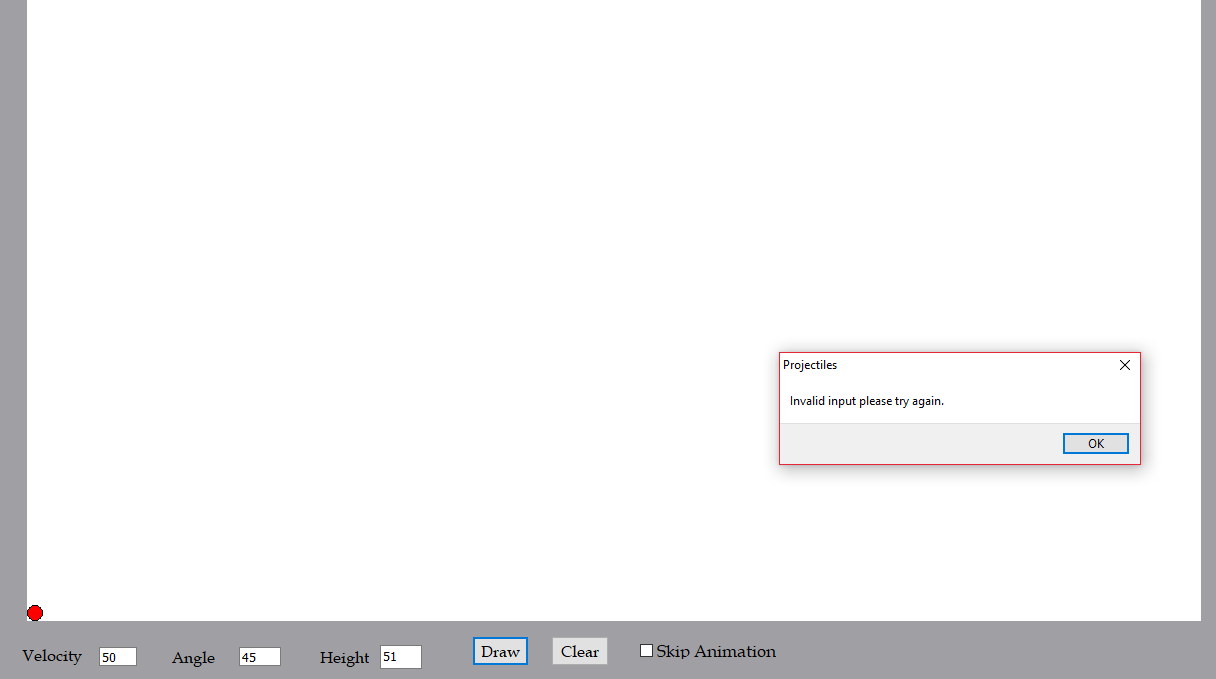 Projectiles
Invalid input please try again.
OK
Velocity 50 Angle 45 Height 51 Draw Clear Skip Animation